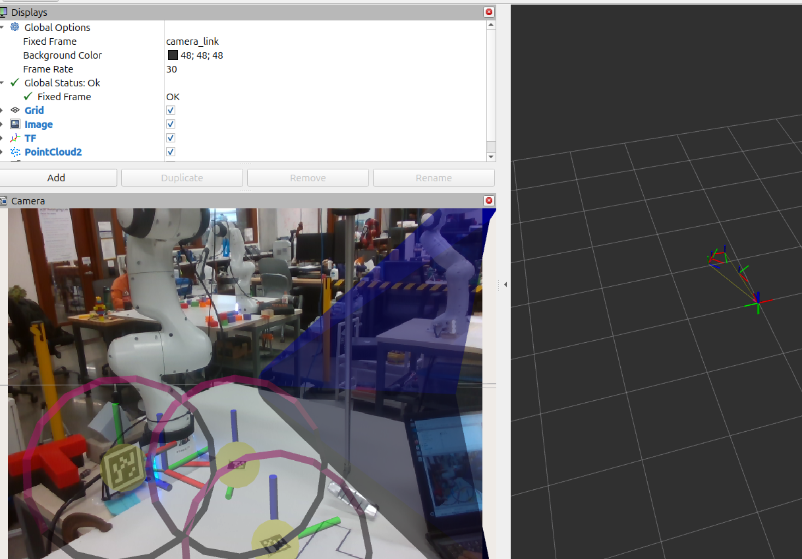 Displays
Global Options
Fixed Frame camera_link
Background Color 48; 48; 48
Frame Rate 30
Global Status: Ok
Fixed Frame OK
Grid
Image
TF
PointCloud2
Add Duplicate Remove Rename
Camera